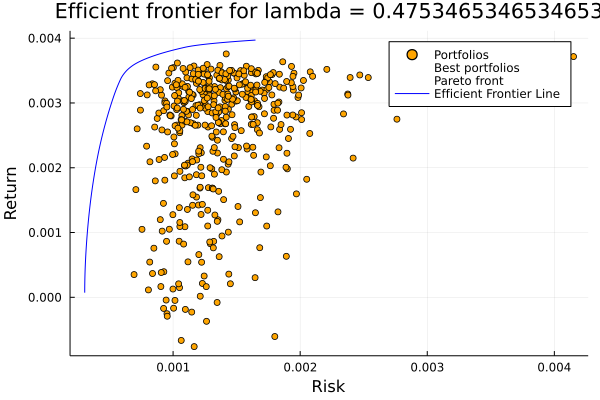 Efficient frontier for lambda = 0.4753465346534653
0.004
0.003
0.002
0.001
0.000
Return
Portfolios
Best portfolios
Pareto front
Efficient Frontier Line
0.001
0.002
0.003
0.004
Risk